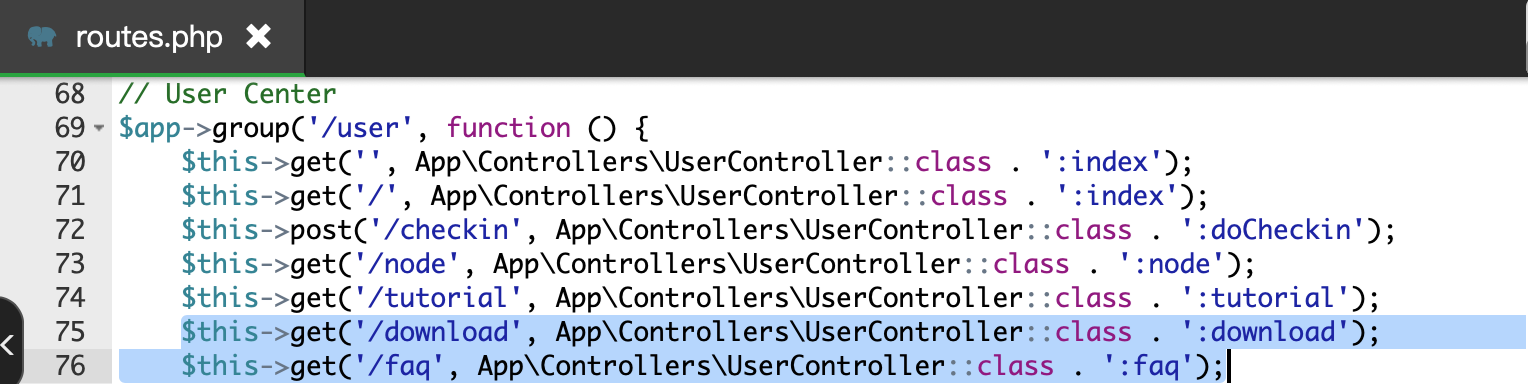 routes.php
68 // User Center
69 $app->group('/user', function () {
70 $this->get('', App\Controllers\UserController::class . ':index');
71 $this->get('/', App\Controllers\UserController::class . ':index');
72 $this->post('/checkin', App\Controllers\UserController::class . ':doCheckin');
73 $this->get('/node', App\Controllers\UserController::class . ':node');
74 $this->get('/tutorial', App\Controllers\UserController::class . ':tutorial');
75 $this->get('/download', App\Controllers\UserController::class . ':download');
76 $this->get('/faq', App\Controllers\UserController::class . ':faq');